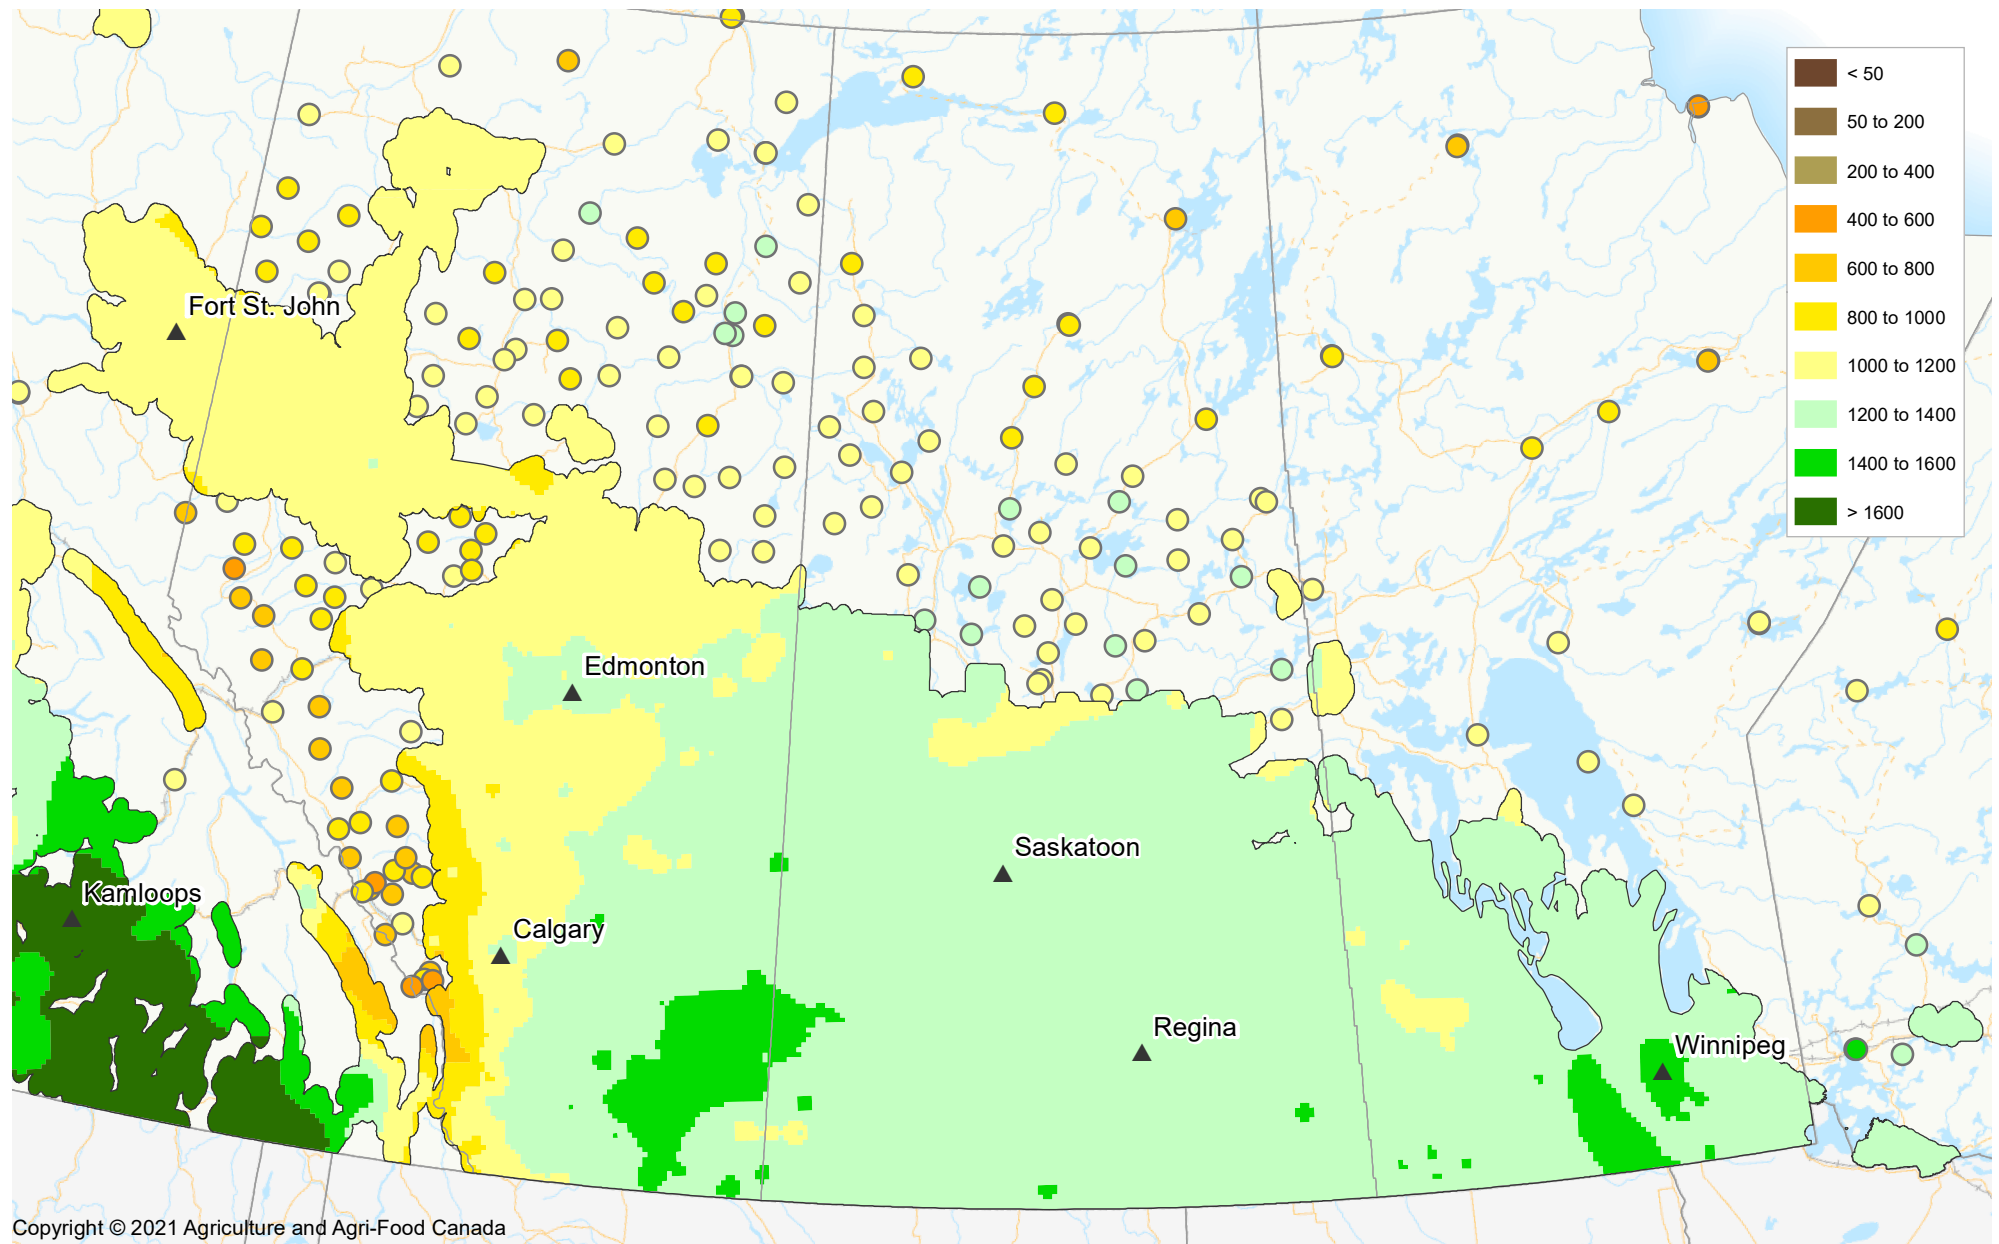 < 50
50 to 200
200 to 400
400 to 600
600 to 800
800 to 1000
1000 to 1200
1200 to 1400
1400 to 1600
> 1600
Fort St. John
Edmonton
Saskatoon
Kamloops
Calgary
Regina
Winnipeg
Copyright © 2021 Agriculture and Agri-Food Canada